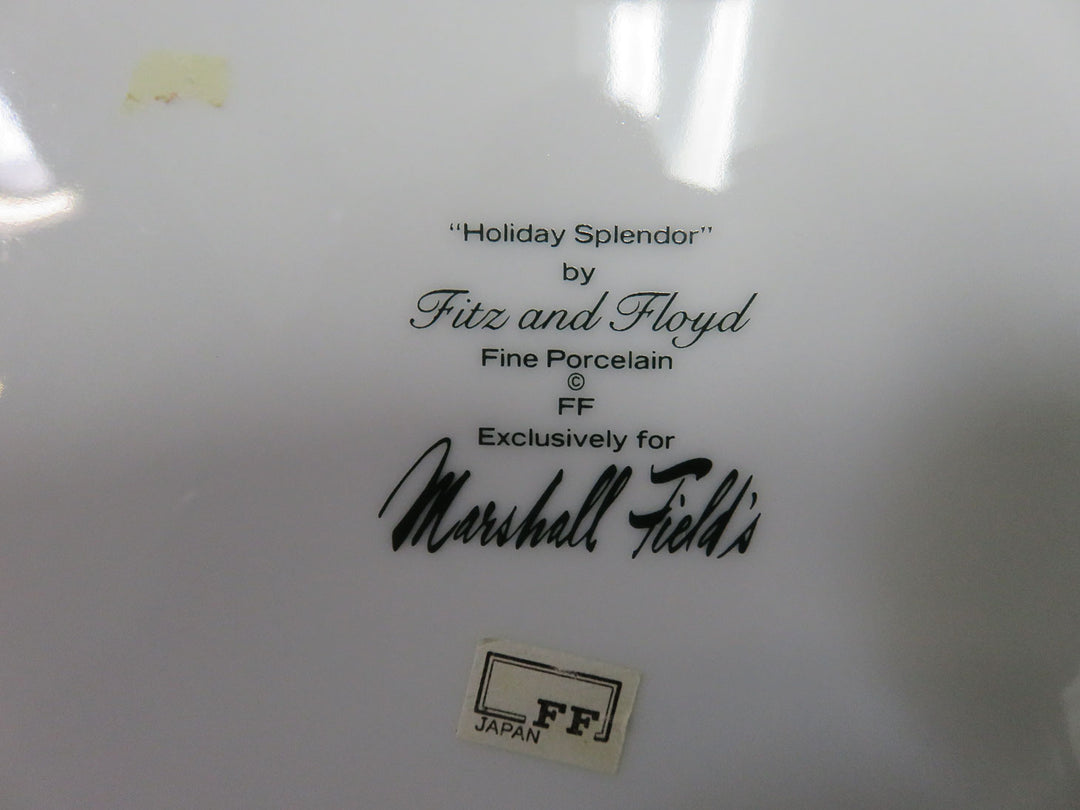 “Holiday Splendor”
by
Fitz and Floyd
Fine Porcelain
©
FF
Exclusively for
Marshall Field's
FF
JAPAN